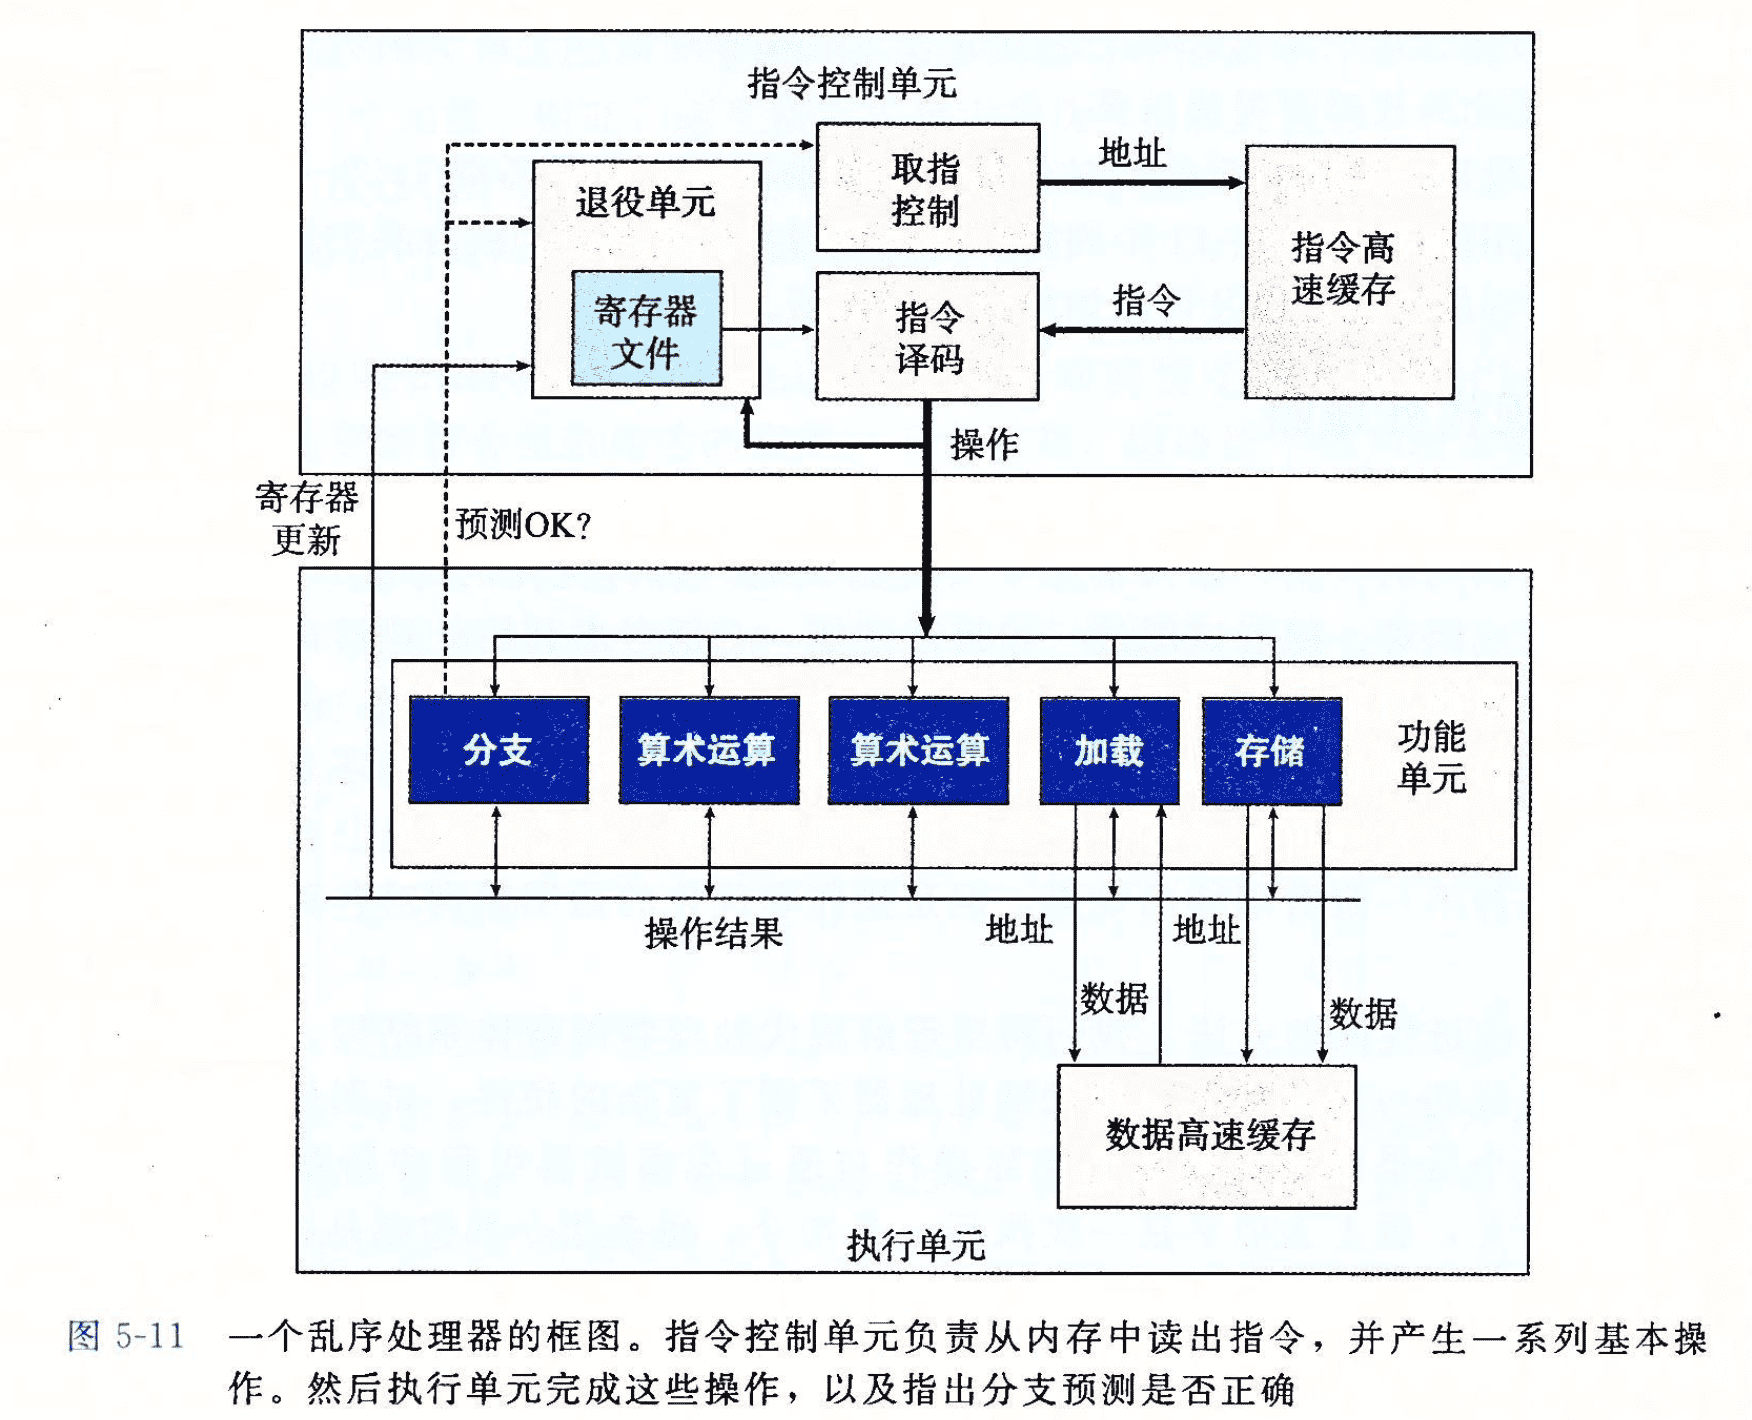 指令控制单元
取指
控制
地址
指令高
速缓存
退役单元
寄存器
文件
指令
译码
指令
操作
寄存器
更新
预测OK?
分支
算术运算
算术运算
加载
存储
功能
单元
操作结果
地址
地址
数据
数据
数据高速缓存
执行单元
图 5-11 一个乱序处理器的框图。指令控制单元负责从内存中读出指令，并产生一系列基本操
作。然后执行单元完成这些操作，以及指出分支预测是否正确